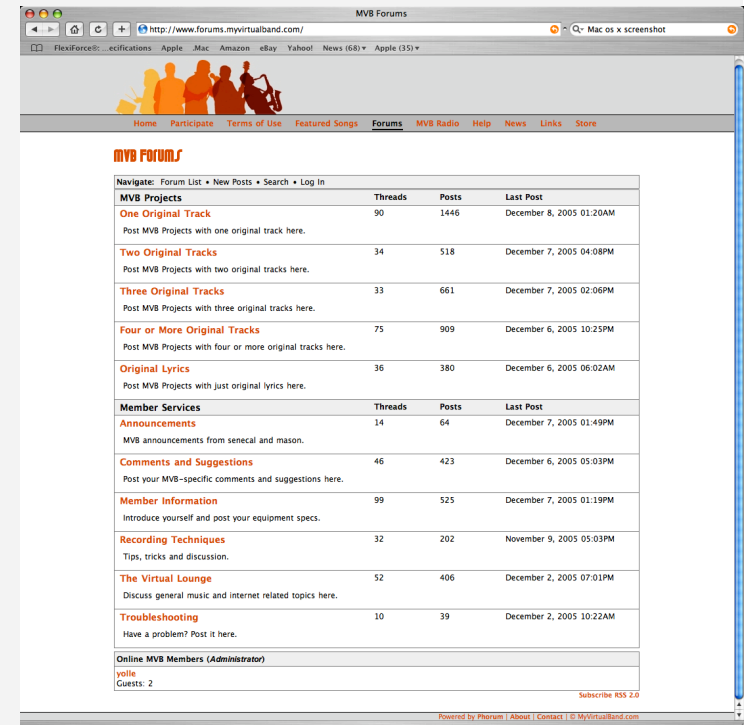 MVB Forums
http://www.forums.myvirtualband.com/
Mac os x screenshot
FlexiForce®: ...ecifications Apple .Mac Amazon eBay Yahoo! News (68) Apple (35)
Home Participate Terms of Use Featured Songs Forums MVB Radio Help News Links Store
MVB Forums
Navigate: Forum List • New Posts • Search • Log In
MVB Projects Threads Posts Last Post
One Original Track 90 1446 December 8, 2005 01:20AM
Post MVB Projects with one original track here.
Two Original Tracks 34 518 December 7, 2005 04:08PM
Post MVB Projects with two original tracks here.
Three Original Tracks 33 661 December 7, 2005 02:06PM
Post MVB Projects with three original tracks here.
Four or More Original Tracks 75 909 December 6, 2005 10:25PM
Post MVB Projects with four or more original tracks here.
Original Lyrics 36 380 December 6, 2005 06:02AM
Post MVB Projects with just original lyrics here.
Member Services Threads Posts Last Post
Announcements 14 64 December 7, 2005 01:49PM
MVB announcements from senecal and mason.
Comments and Suggestions 46 423 December 6, 2005 05:03PM
Post your MVB-specific comments and suggestions here.
Member Information 99 525 December 7, 2005 01:19PM
Introduce yourself and post your equipment specs.
Recording Techniques 32 202 November 9, 2005 05:03PM
Tips, tricks and discussion.
The Virtual Lounge 52 406 December 2, 2005 07:01PM
Discuss general music and internet related topics here.
Troubleshooting 10 39 December 2, 2005 10:22AM
Have a problem? Post it here.
Online MVB Members (Administrator)
yolle
Guests: 2
Subscribe RSS 2.0
Powered by Phorum | About | Contact | © MyVirtualBand.com